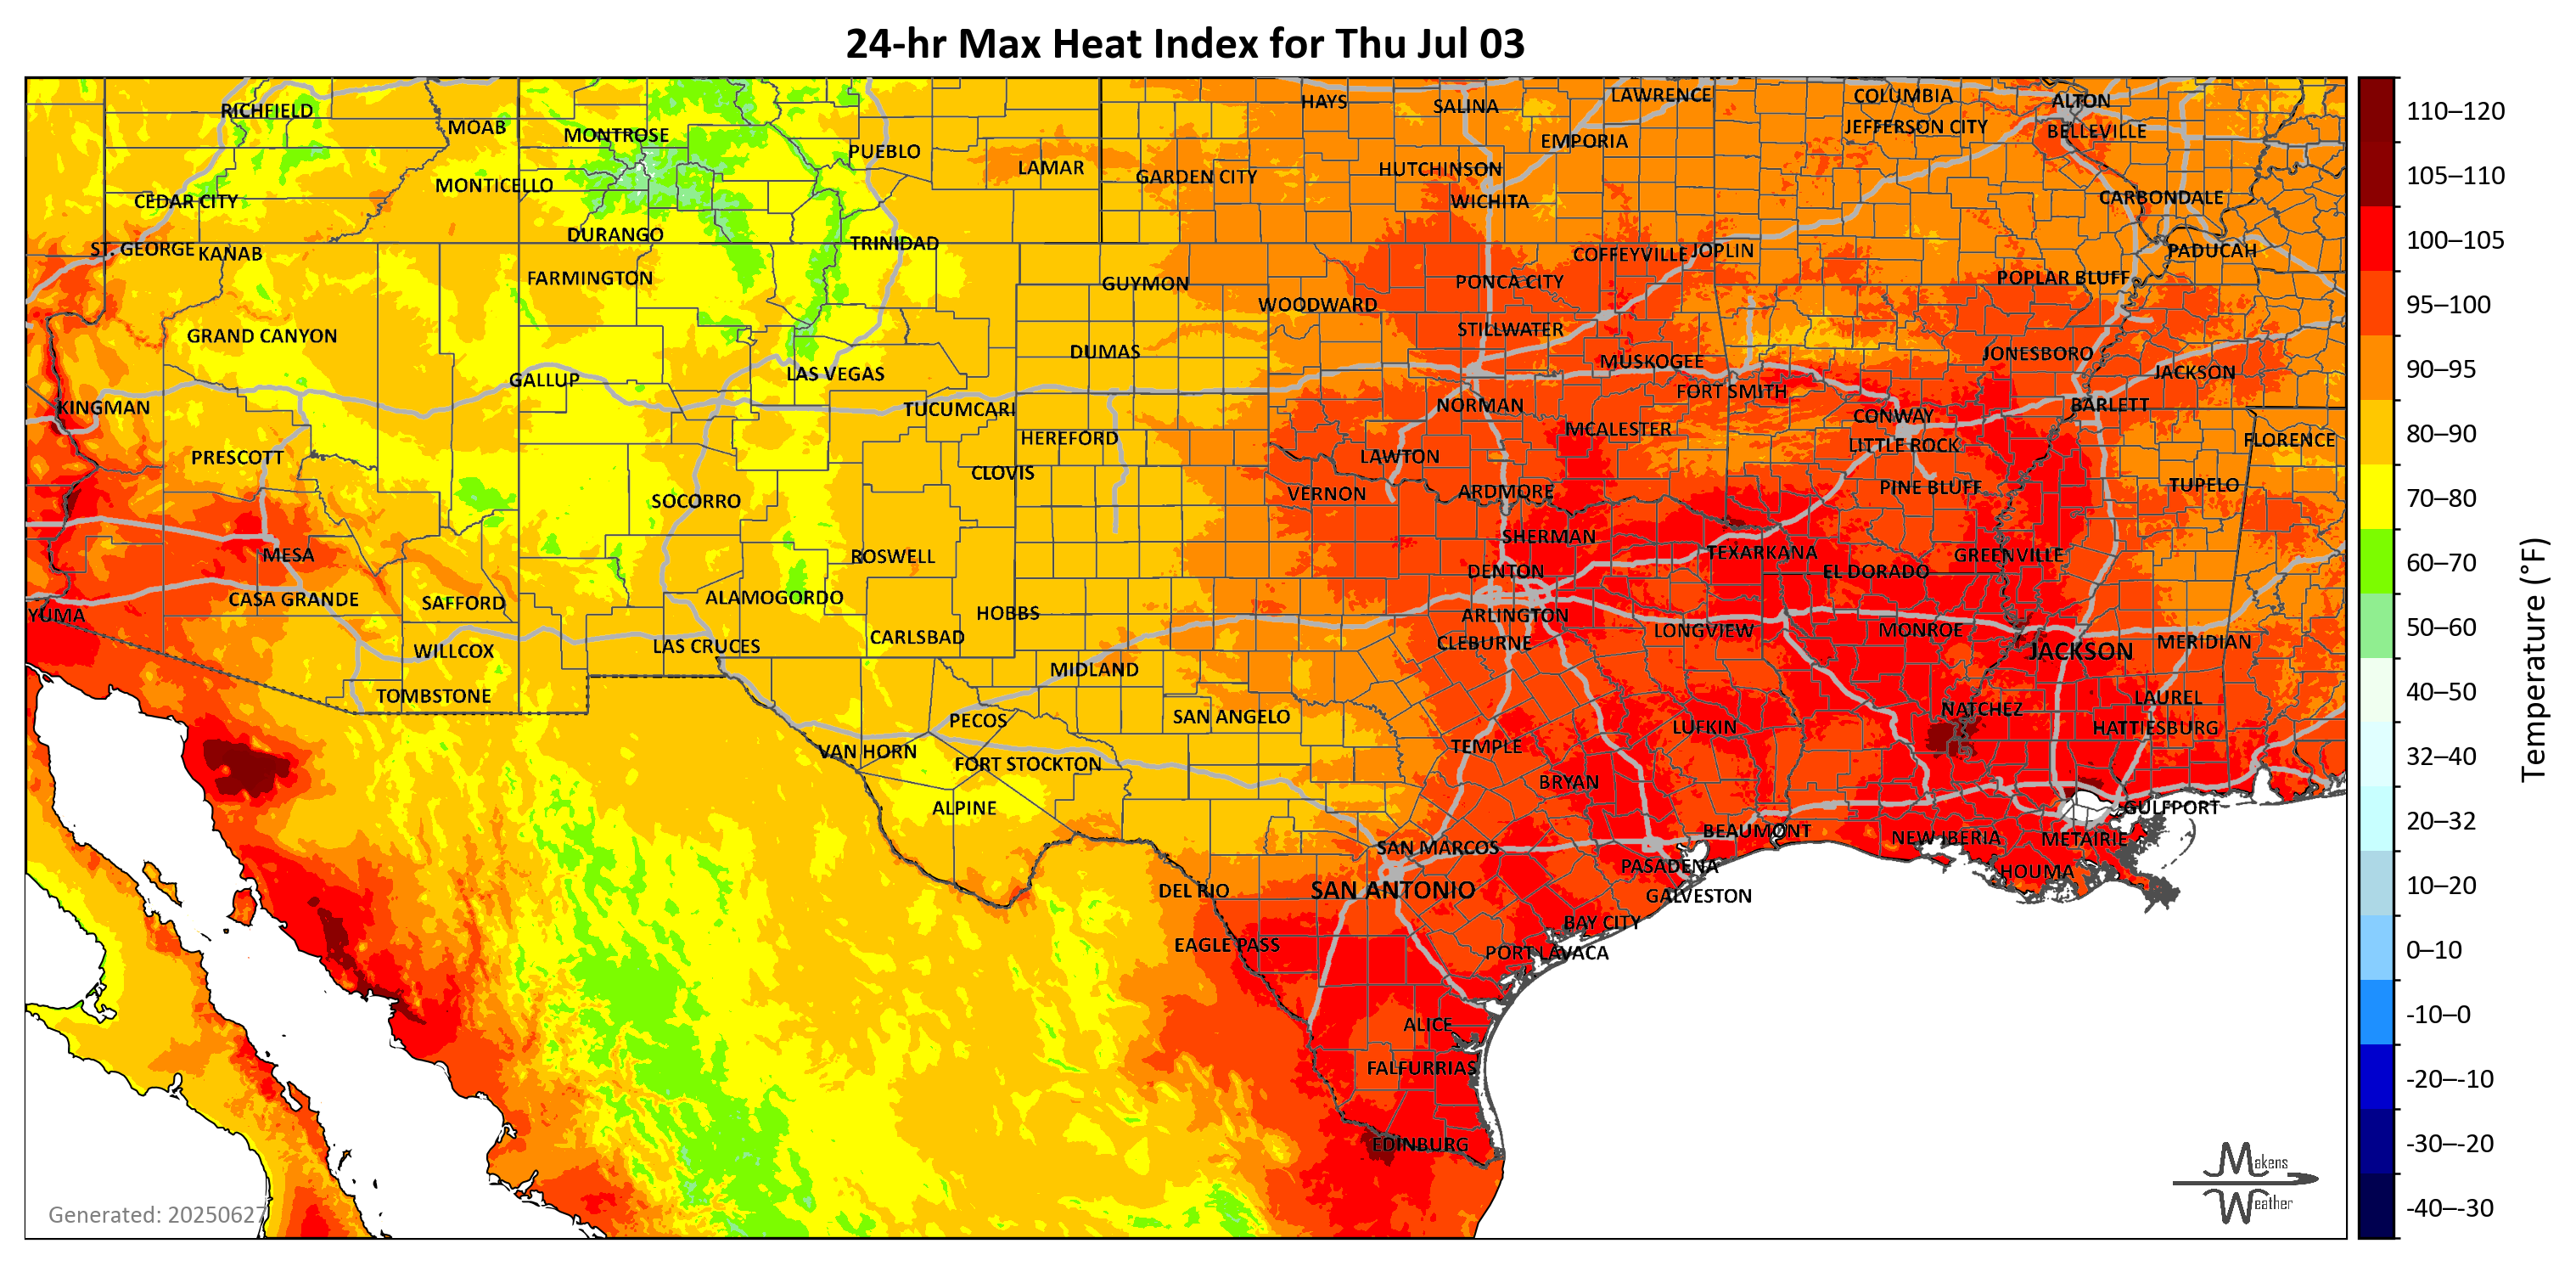 24-hr Max Heat Index for Thu Jul 03
HAYS
SALINA
LAWRENCE
COLUMBIA
ALTON
RICHFIELD
MOAB
MONTROSE
PUEBLO
EMPORIA
JEFFERSON CITY
BELLEVILLE
LAMAR
GARDEN CITY
HUTCHINSON
MONTICELLO
CEDAR CITY
WICHITA
CARBONDALE
DURANGO
TRINIDAD
ST. GEORGE
KANAB
COFFEYVILLE
JOPLIN
PADUCAH
FARMINGTON
GUYMON
PONCA CITY
POPLAR BLUFF
WOODWARD
GRAND CANYON
STILLWATER
DUMAS
MUSKOGEE
JONESBORO
GALLUP
LAS VEGAS
FORT SMITH
JACKSON
KINGMAN
TUCUMCARI
NORMAN
CONWAY
BARLETT
HEREFORD
MCALESTER
LITTLE ROCK
FLORENCE
PRESCOTT
CLOVIS
LAWTON
SOCORRO
VERNON
ARDMORE
PINE BLUFF
TUPELO
MESA
ROSWELL
SHERMAN
TEXARKANA
GREENVILLE
DENTON
EL DORADO
CASA GRANDE
SAFFORD
ALAMOGORDO
HOBBS
YUMA
ARLINGTON
LONGVIEW
MONROE
WILLCOX
LAS CRUCES
CARLSBAD
CLEBURNE
JACKSON
MERIDIAN
MIDLAND
TOMBSTONE
PECOS
SAN ANGELO
LUFKIN
NATCHEZ
LAUREL
HATTIESBURG
VAN HORN
FORT STOCKTON
TEMPLE
BRYAN
ALPINE
BEAUMONT
GULFPORT
SAN MARCOS
NEW IBERIA
METAIRIE
PASADENA
HOUMA
DEL RIO
SAN ANTONIO
GALVESTON
EAGLE PASS
BAY CITY
PORT LAVACA
ALICE
FALFURRIAS
EDINBURG
Generated: 20250627
Makens
Weather
110–120
105–110
100–105
95–100
90–95
80–90
70–80
60–70
50–60
40–50
32–40
20–32
10–20
0–10
-10–0
-20–-10
-30–-20
-40–-30
Temperature (°F)